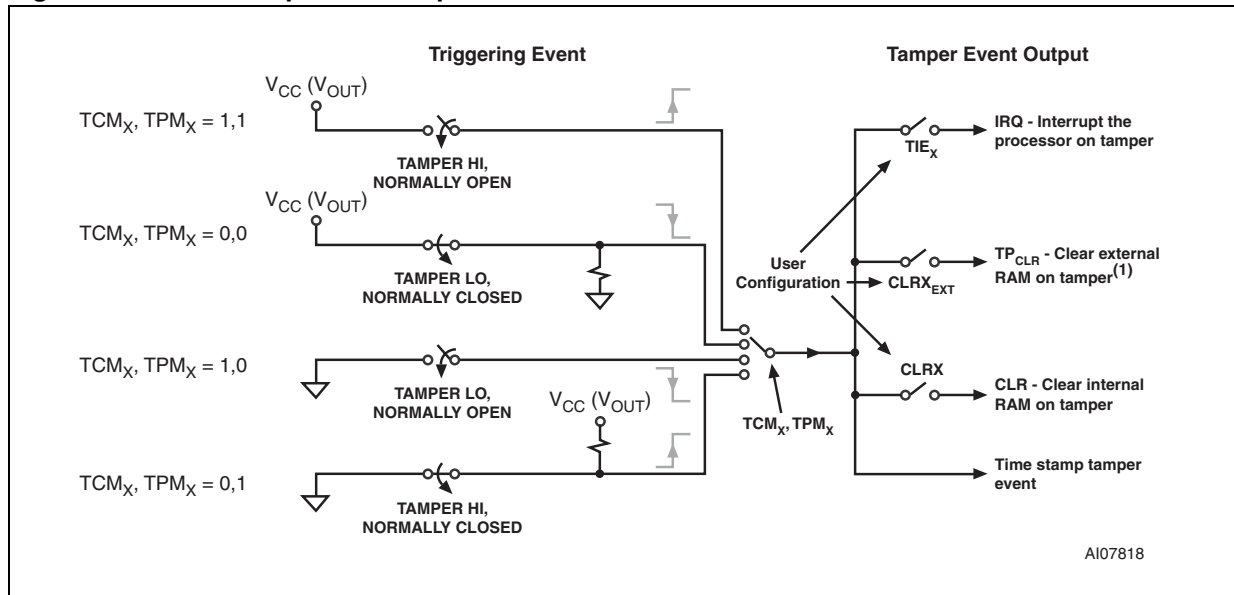 Triggering Event
Tamper Event Output
VCC (VOUT)
TCMX, TPMX = 1,1
TAMPER HI,
NORMALLY OPEN
IRQ - Interrupt the
processor on tamper
TIEX
VCC (VOUT)
TCMX, TPMX = 0,0
TAMPER LO,
NORMALLY CLOSED
User
Configuration
TPCLR - Clear external
RAM on tamper(1)
CLRXEXT
TCMX, TPMX = 1,0
TAMPER LO,
NORMALLY OPEN
VCC (VOUT)
TCMX, TPMX
CLRX
CLR - Clear internal
RAM on tamper
TCMX, TPMX = 0,1
TAMPER HI,
NORMALLY CLOSED
Time stamp tamper
event
AI07818